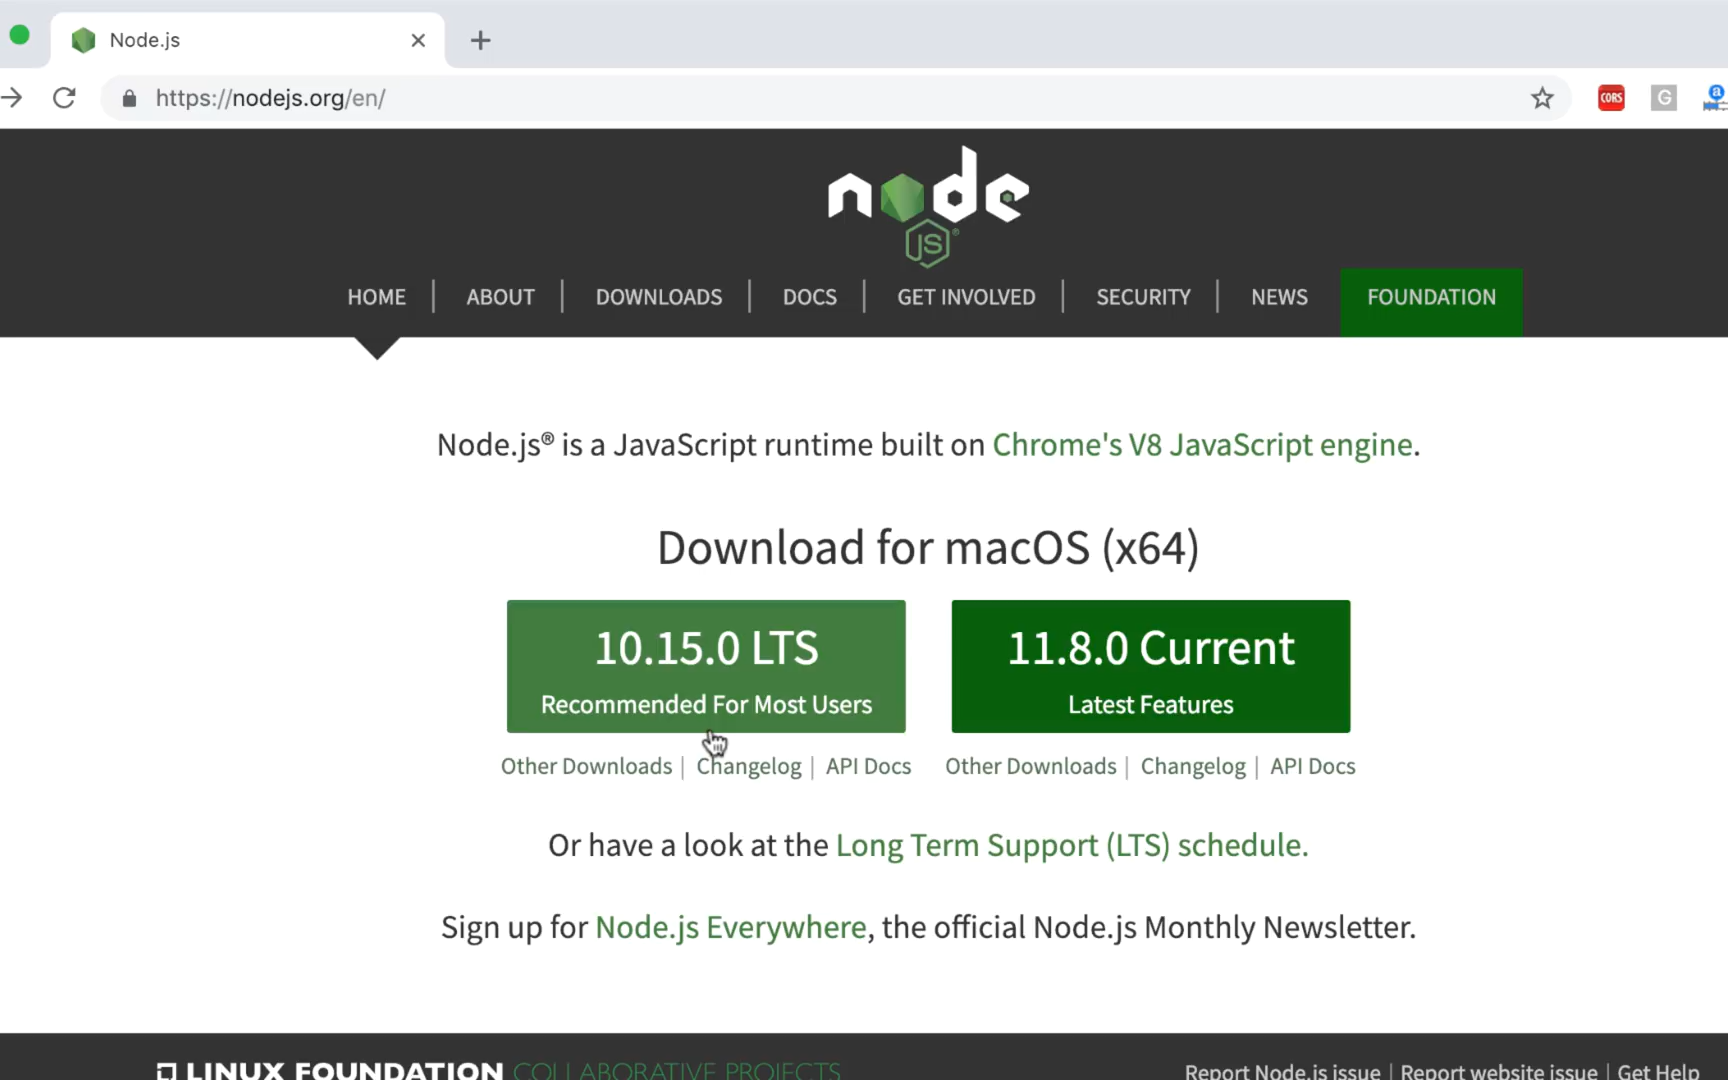 Node.js
https://nodejs.org/en/
CORS
G
a
node
JS®
HOME | ABOUT | DOWNLOADS | DOCS | GET INVOLVED | SECURITY | NEWS FOUNDATION
Node.js® is a JavaScript runtime built on Chrome's V8 JavaScript engine.
Download for macOS (x64)
10.15.0 LTS
Recommended For Most Users
11.8.0 Current
Latest Features
Other Downloads | Changelog | API Docs
Other Downloads | Changelog | API Docs
Or have a look at the Long Term Support (LTS) schedule.
Sign up for Node.js Everywhere, the official Node.js Monthly Newsletter.
LINUX FOUNDATION COLLABORATIVE PROJECTS
Report Node.js issue | Report website issue | Get Help